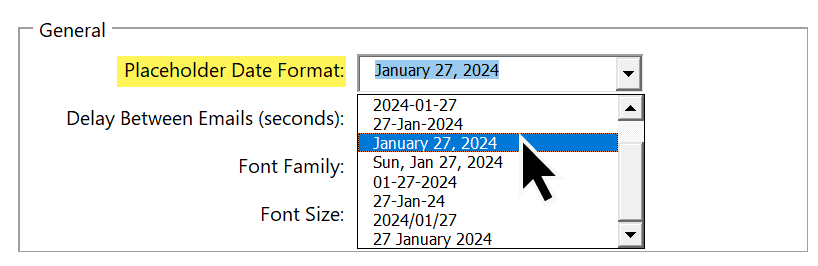 General
Placeholder Date Format:
January 27, 2024
2024-01-27
Delay Between Emails (seconds):
27-Jan-2024
January 27, 2024
Font Family:
Sun, Jan 27, 2024
01-27-2024
27-Jan-24
Font Size:
2024/01/27
27 January 2024